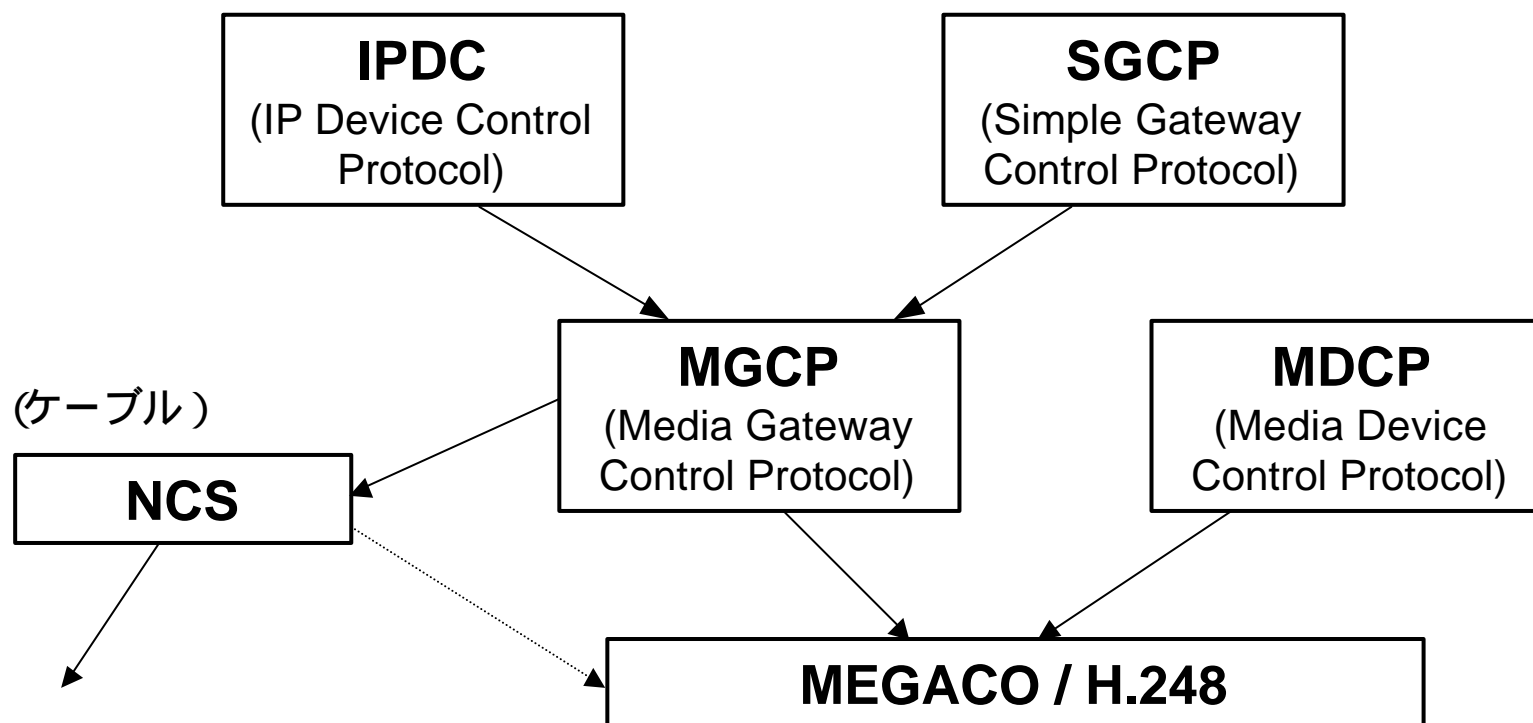 IPDC
(IP Device Control
Protocol)
SGCP
(Simple Gateway
Control Protocol)
MGCP
(Media Gateway
Control Protocol)
MDCP
(Media Device
Control Protocol)
(ケーブル)
NCS
MEGACO / H.248